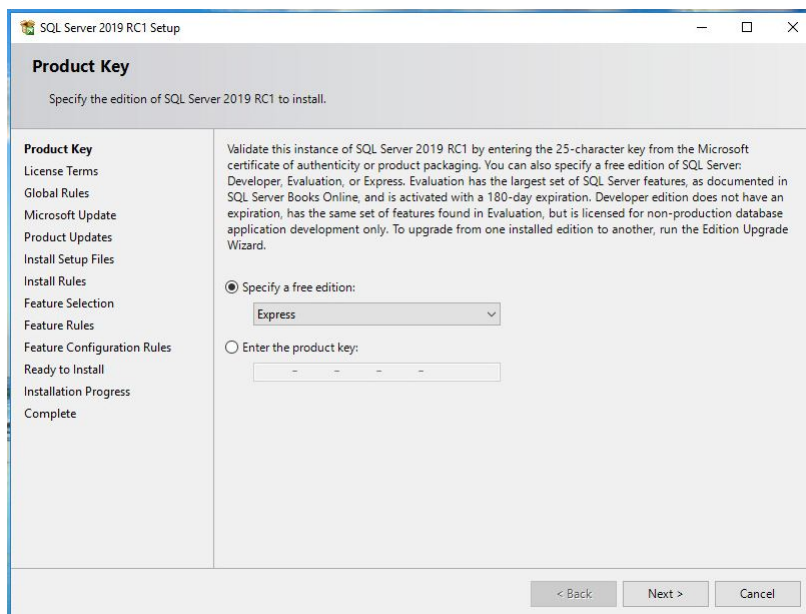 SQL Server 2019 RC1 Setup
Product Key
Specify the edition of SQL Server 2019 RC1 to install.
Product Key
License Terms
Global Rules
Microsoft Update
Product Updates
Install Setup Files
Install Rules
Feature Selection
Feature Rules
Feature Configuration Rules
Ready to Install
Installation Progress
Complete
Validate this instance of SQL Server 2019 RC1 by entering the 25-character key from the Microsoft
certificate of authenticity or product packaging. You can also specify a free edition of SQL Server:
Developer, Evaluation, or Express. Evaluation has the largest set of SQL Server features, as documented in
SQL Server Books Online, and is activated with a 180-day expiration. Developer edition does not have an
expiration, has the same set of features found in Evaluation, but is licensed for non-production database
application development only. To upgrade from one installed edition to another, run the Edition Upgrade
Wizard.
Specify a free edition:
Express
Enter the product key:
- - - -
< Back Next > Cancel